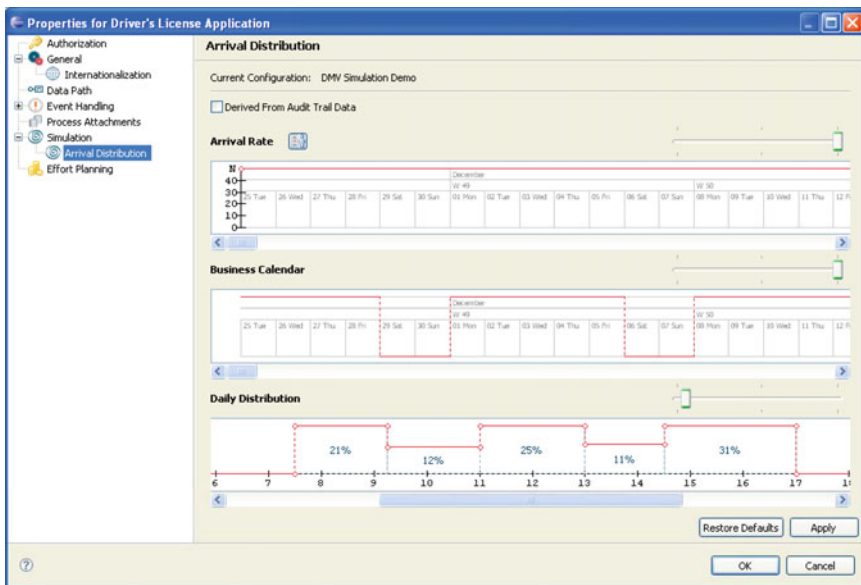 Properties for Driver's License Application
Authorization
General
Internationalization
Data Path
Event Handling
Process Attachments
Simulation
Arrival Distribution
Effort Planning
Arrival Distribution
Current Configuration: DMV Simulation Demo
Derived From Audit Trail Data
Arrival Rate
N
40
30
20
10
0
December
W 49 W 50
25 Tue 26 Wed 27 Thu 28 Fri 29 Sat 30 Sun 01 Mon 02 Tue 03 Wed 04 Thu 05 Fri 06 Sat 07 Sun 08 Mon 09 Tue 10 Wed 11 Thu 12 F
Business Calendar
December
W 49 W 50
25 Tue 26 Wed 27 Thu 28 Fri 29 Sat 30 Sun 01 Mon 02 Tue 03 Wed 04 Thu 05 Fri 06 Sat 07 Sun 08 Mon 09 Tue 10 Wed 11 Thu 12 F
Daily Distribution
21% 12% 25% 11% 31%
6 7 8 9 10 11 12 13 14 15 16 17
Restore Defaults Apply
OK Cancel